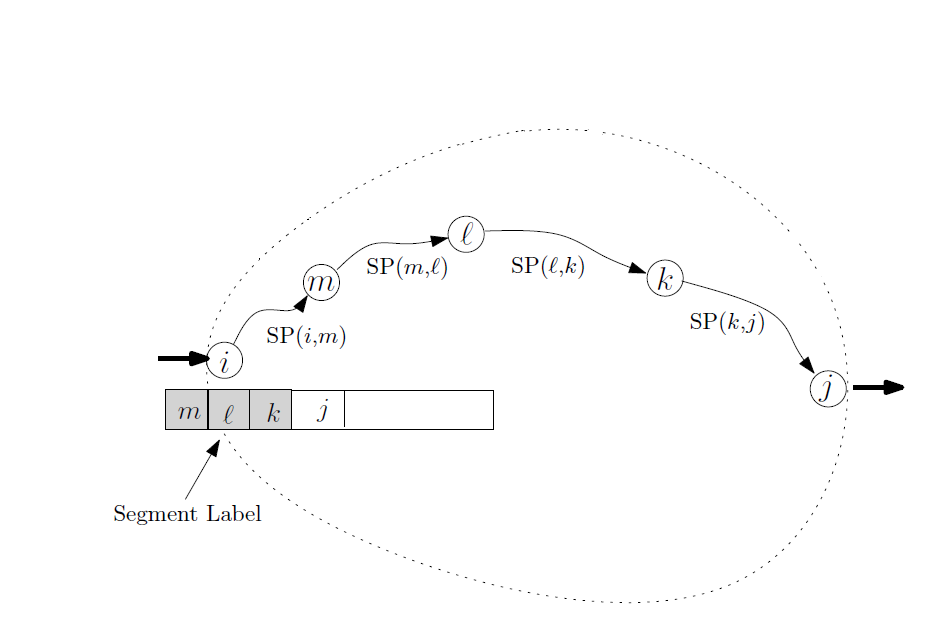 ℓ
SP(m,ℓ)
SP(ℓ,k)
m
k
SP(k,j)
SP(i,m)
i
j
m ℓ k j
Segment Label